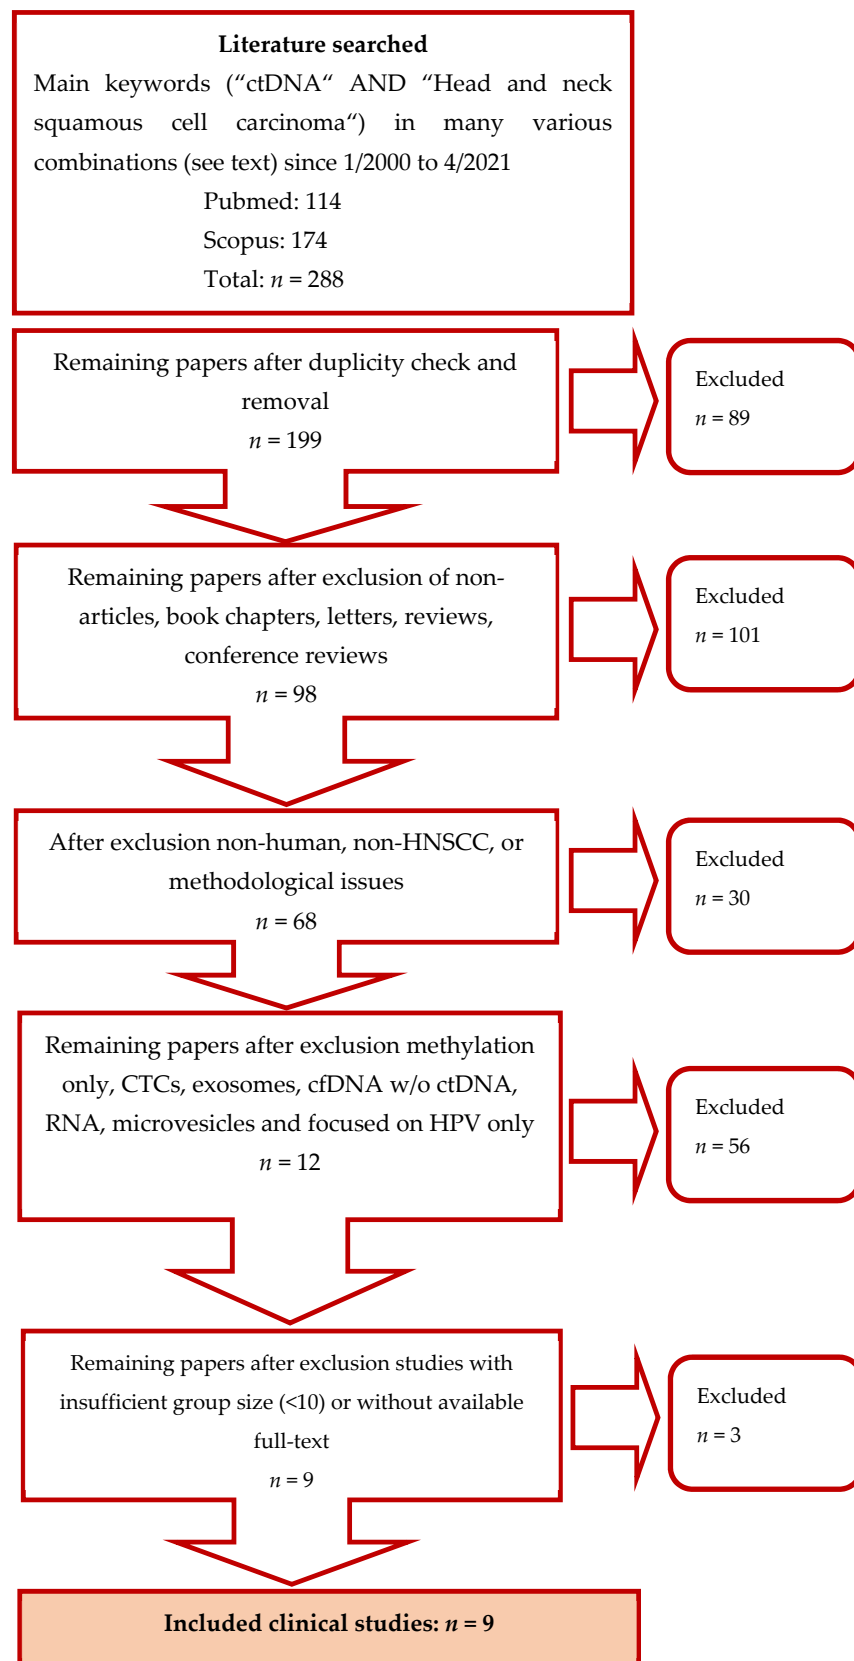 Literature searched
Main keywords (“ctDNA“ AND “Head and neck
squamous cell carcinoma“) in many various
combinations (see text) since 1/2000 to 4/2021
Pubmed: 114
Scopus: 174
Total: n = 288
Remaining papers after duplicity check and
removal
n = 199
Excluded
n = 89
Remaining papers after exclusion of non-
articles, book chapters, letters, reviews,
conference reviews
n = 98
Excluded
n = 101
After exclusion non-human, non-HNSCC, or
methodological issues
n = 68
Excluded
n = 30
Remaining papers after exclusion methylation
only, CTCs, exosomes, cfDNA w/o ctDNA,
RNA, microvesicles and focused on HPV only
n = 12
Excluded
n = 56
Remaining papers after exclusion studies with
insufficient group size (<10) or without available
full-text
n = 9
Excluded
n = 3
Included clinical studies: n = 9